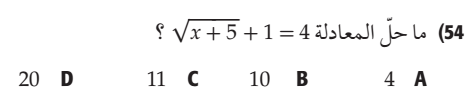 54) ما حلّ المعادلة √(x + 5) + 1 = 4 ؟
4 A 10 B 11 C 20 D